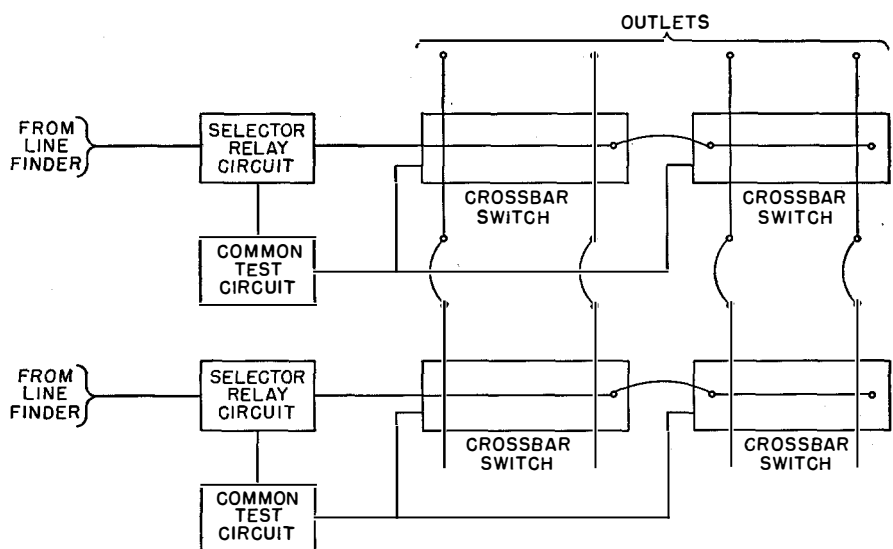 OUTLETS
FROM
LINE
FINDER
SELECTOR
RELAY
CIRCUIT
CROSSBAR
SWITCH
CROSSBAR
SWITCH
COMMON
TEST
CIRCUIT
FROM
LINE
FINDER
SELECTOR
RELAY
CIRCUIT
CROSSBAR
SWITCH
CROSSBAR
SWITCH
COMMON
TEST
CIRCUIT